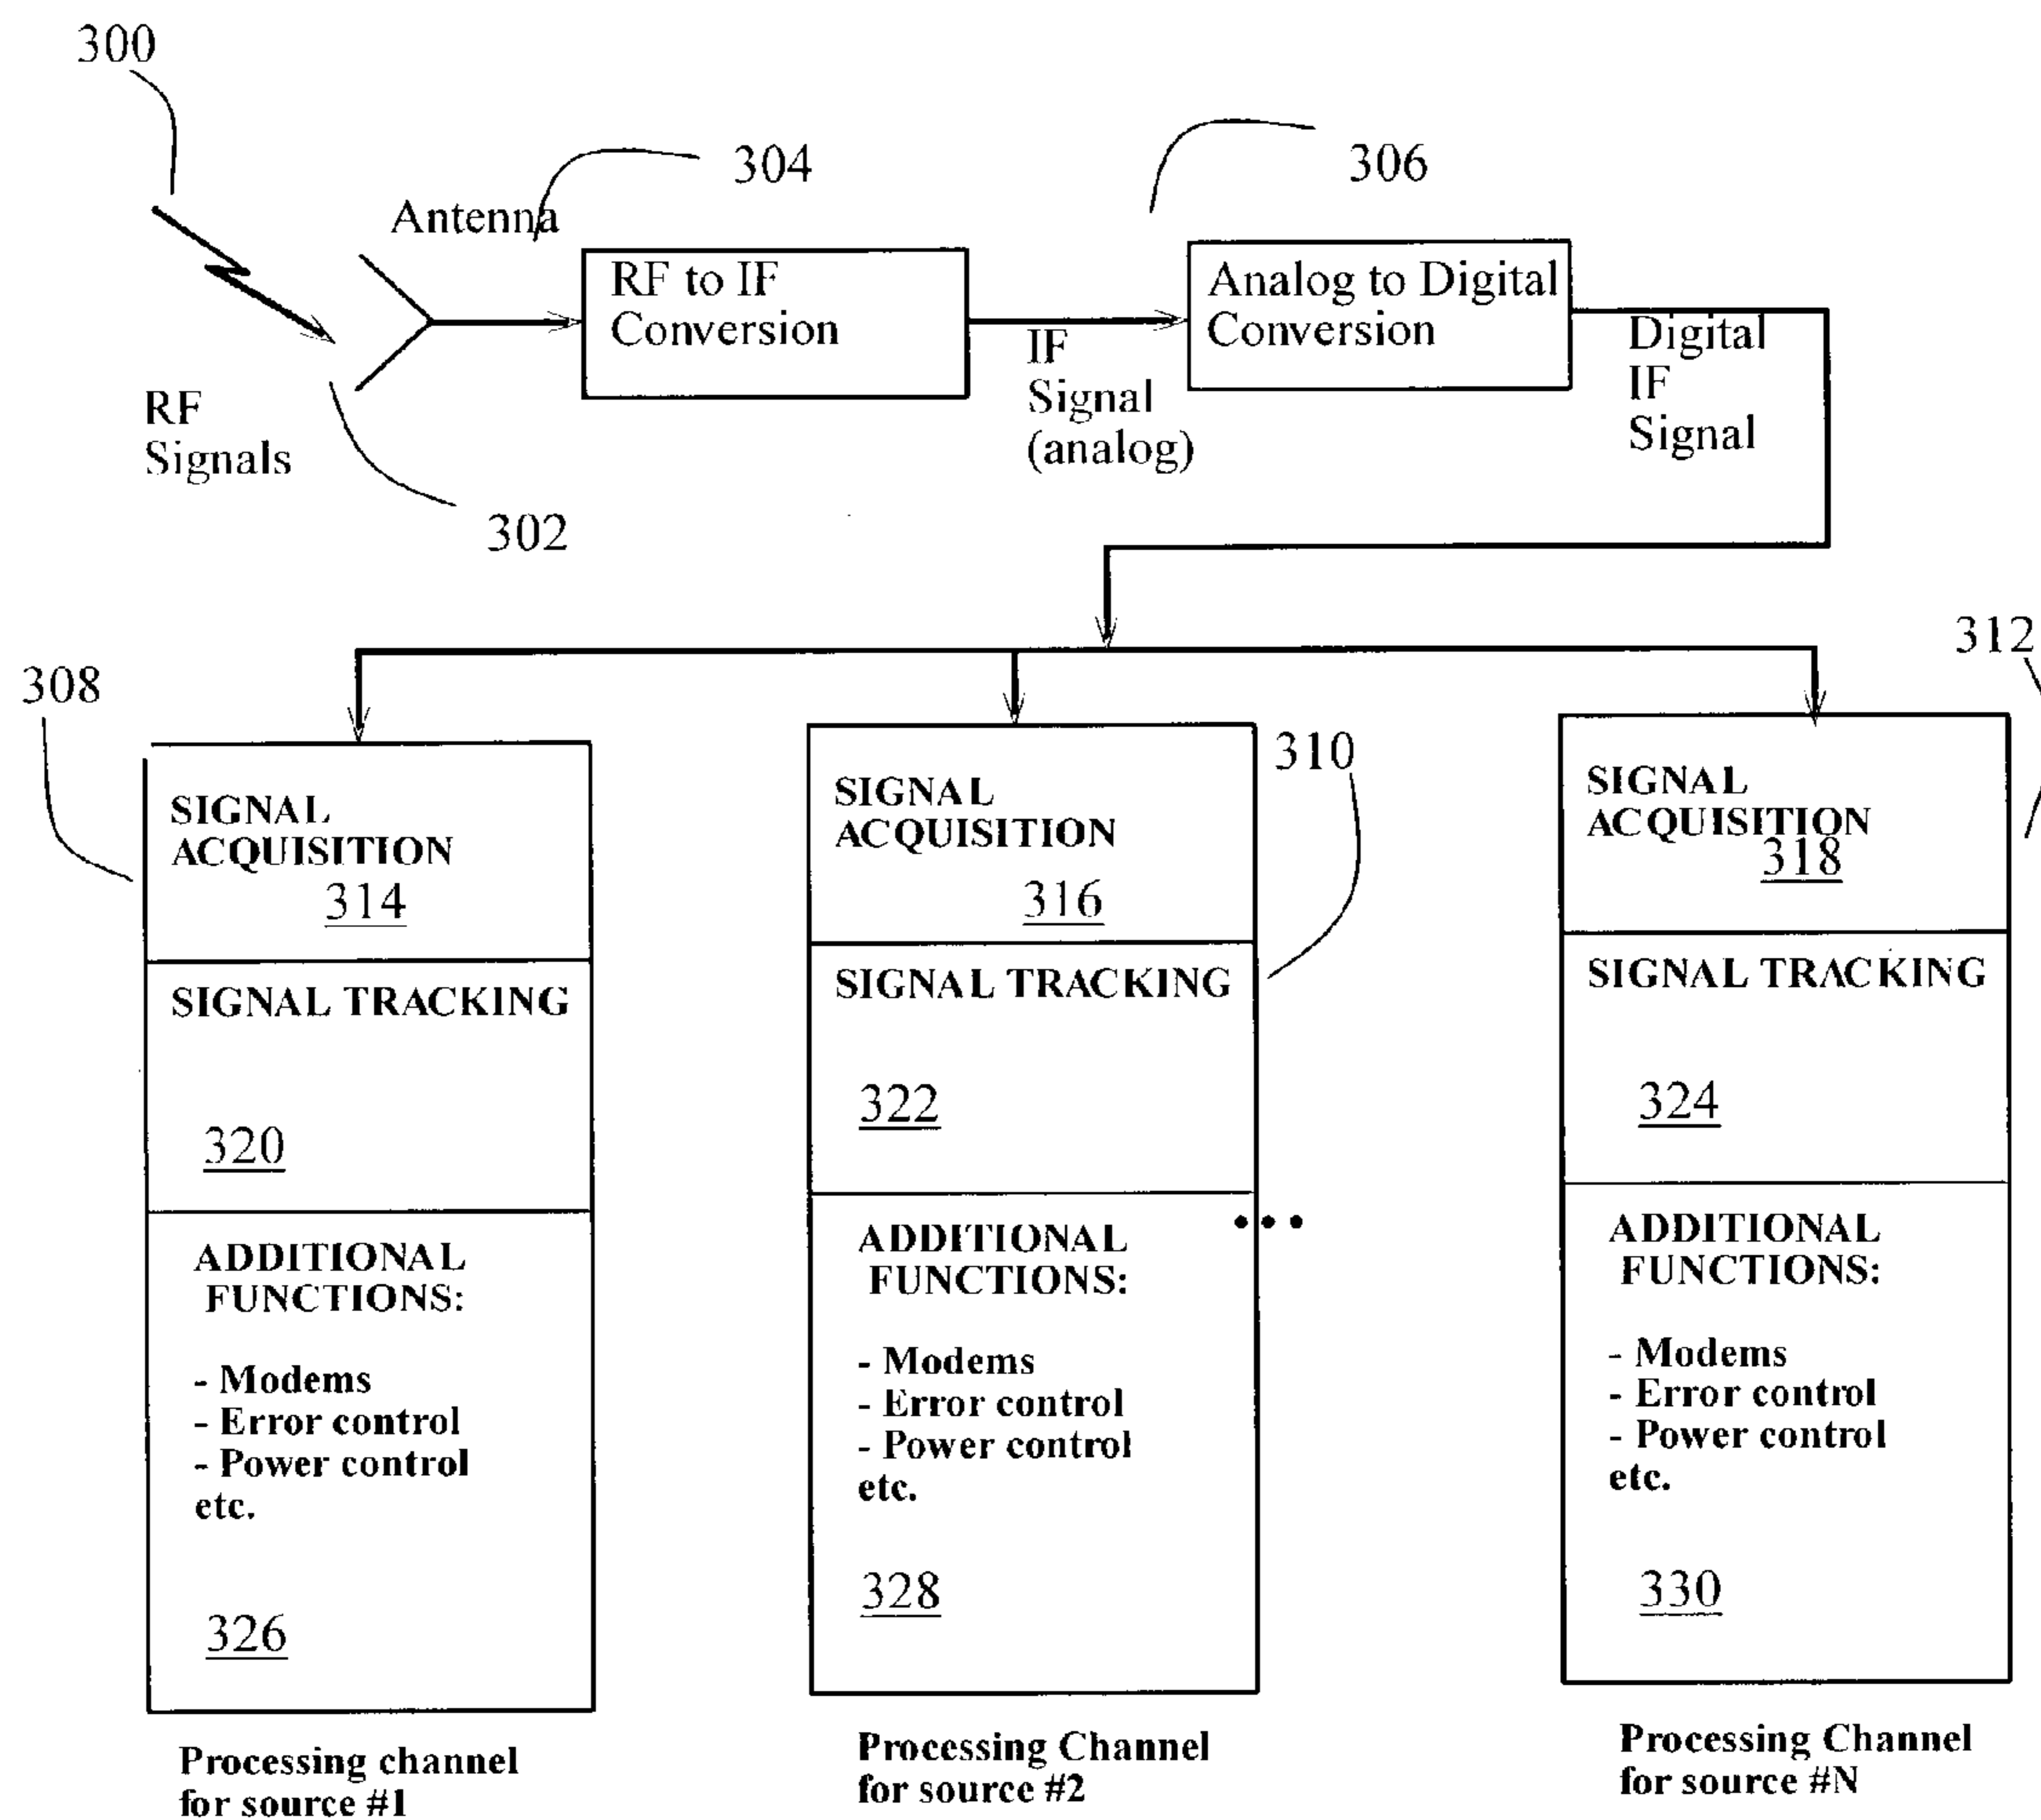 300
304
306
Antenna
RF to IF
Conversion
Analog to Digital
Conversion
IF
Signal
(analog)
Digital
IF
Signal
RF
Signals
302
308
312
310
SIGNAL
ACQUISITION
314
SIGNAL TRACKING
320
ADDITIONAL
FUNCTIONS:
- Modems
- Error control
- Power control
etc.
326
Processing channel
for source #1
SIGNAL
ACQUISITION
316
SIGNAL TRACKING
322
ADDITIONAL
FUNCTIONS:
- Modems
- Error control
- Power control
etc.
328
Processing Channel
for source #2
...
SIGNAL
ACQUISITION
318
SIGNAL TRACKING
324
ADDITIONAL
FUNCTIONS:
- Modems
- Error control
- Power control
etc.
330
Processing Channel
for source #N